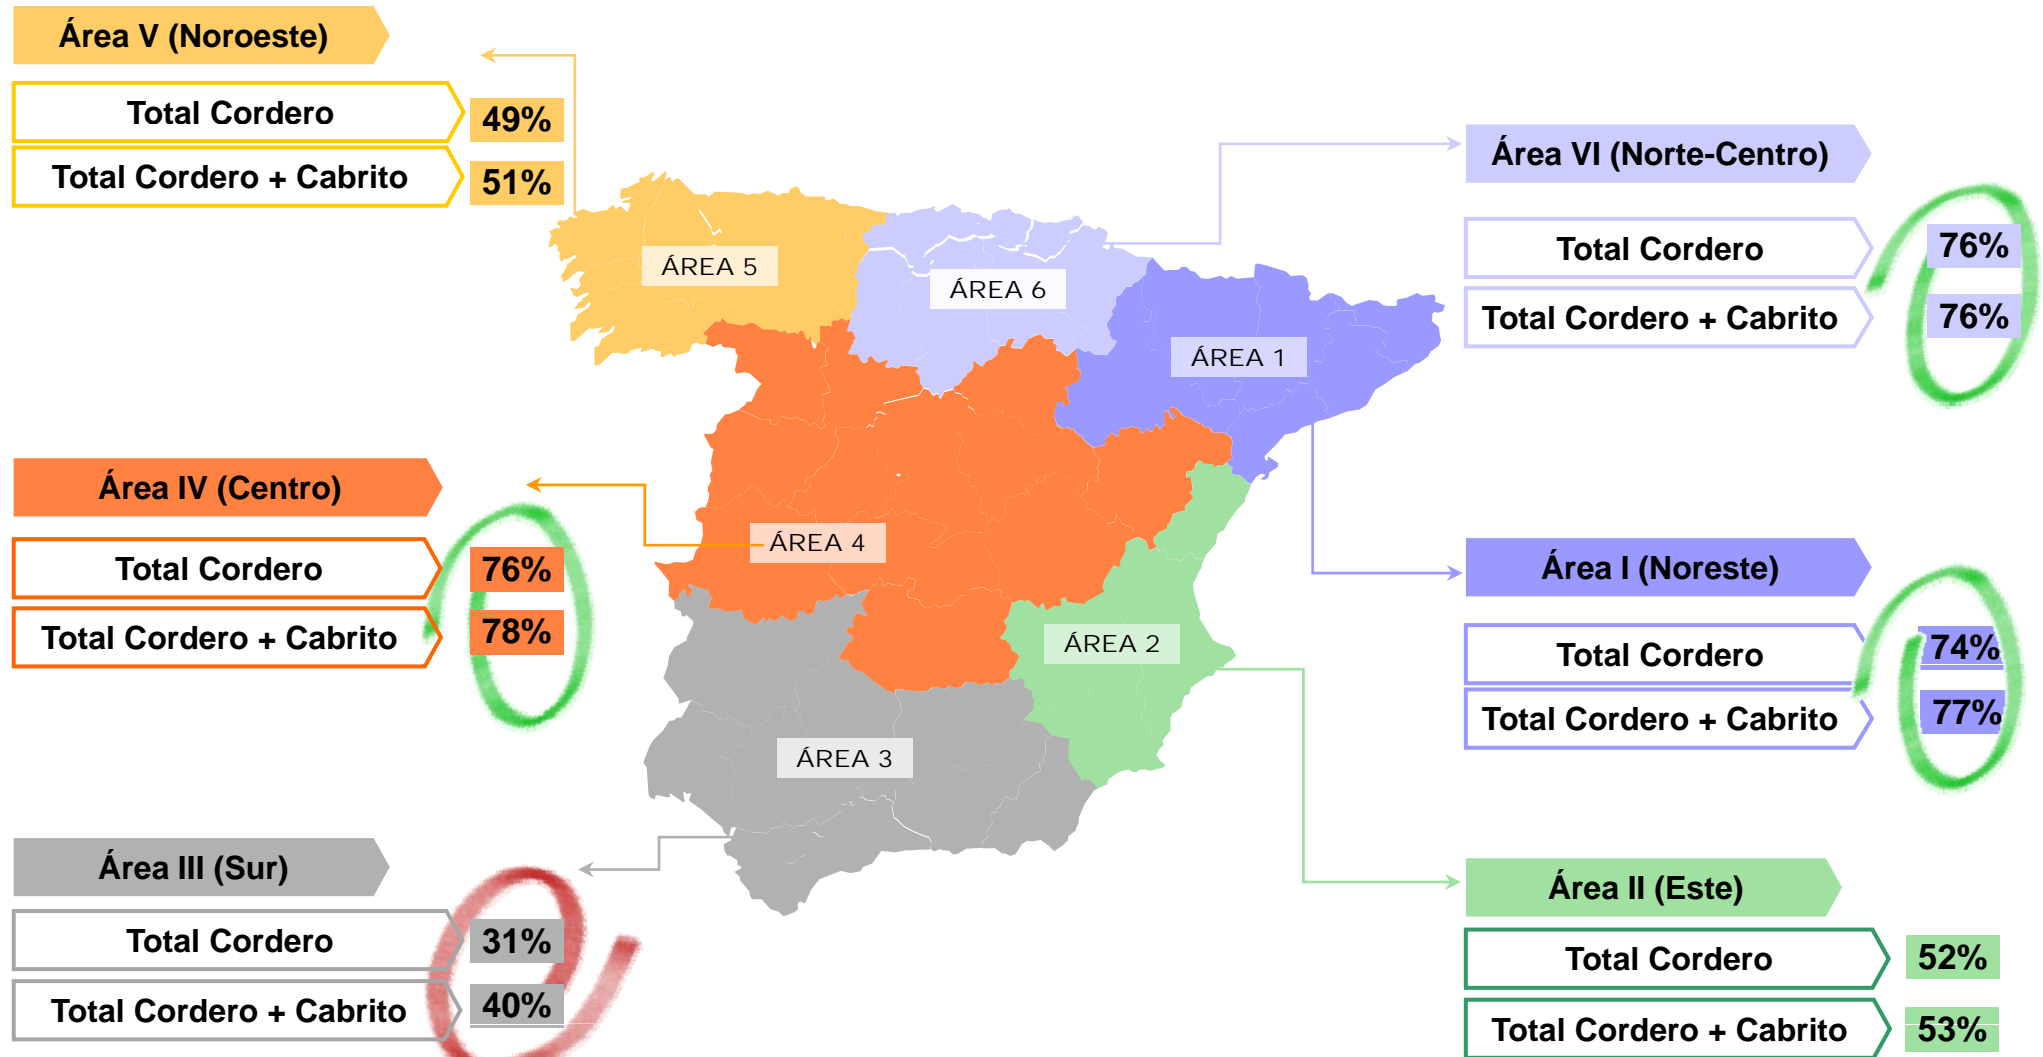 Área V (Noroeste)
Total Cordero
49%
Total Cordero + Cabrito
51%
Área VI (Norte-Centro)
Total Cordero
76%
Total Cordero + Cabrito
76%
ÁREA 5
ÁREA 6
ÁREA 1
ÁREA 4
ÁREA 2
ÁREA 3
Área IV (Centro)
Total Cordero
76%
Total Cordero + Cabrito
78%
Área I (Noreste)
Total Cordero
74%
Total Cordero + Cabrito
77%
Área III (Sur)
Total Cordero
31%
Total Cordero + Cabrito
40%
Área II (Este)
Total Cordero
52%
Total Cordero + Cabrito
53%